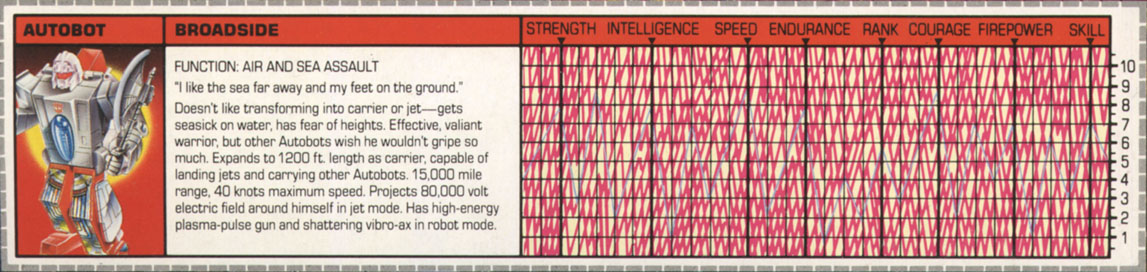 AUTOBOT
BROADSIDE
STRENGTH INTELLIGENCE SPEED ENDURANCE RANK COURAGE FIREPOWER SKILL
FUNCTION: AIR AND SEA ASSAULT
"I like the sea far away and my feet on the ground."
Doesn't like transforming into carrier or jet—gets
seasick on water, has fear of heights. Effective, valiant
warrior, but other Autobots wish he wouldn't gripe so
much. Expands to 1200 ft. length as carrier, capable of
landing jets and carrying other Autobots. 15,000 mile
range, 40 knots maximum speed. Projects 80,000 volt
electric field around himself in jet mode. Has high-energy
plasma-pulse gun and shattering vibro-ax in robot mode.
10
9
8
7
6
5
4
3
2
1